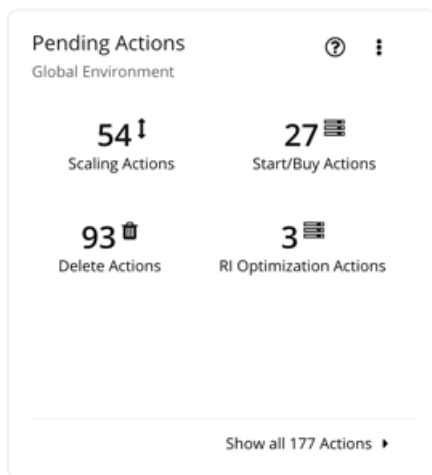 Pending Actions
Global Environment
54 27
Scaling Actions Start/Buy Actions
93 3
Delete Actions RI Optimization Actions
Show all 177 Actions